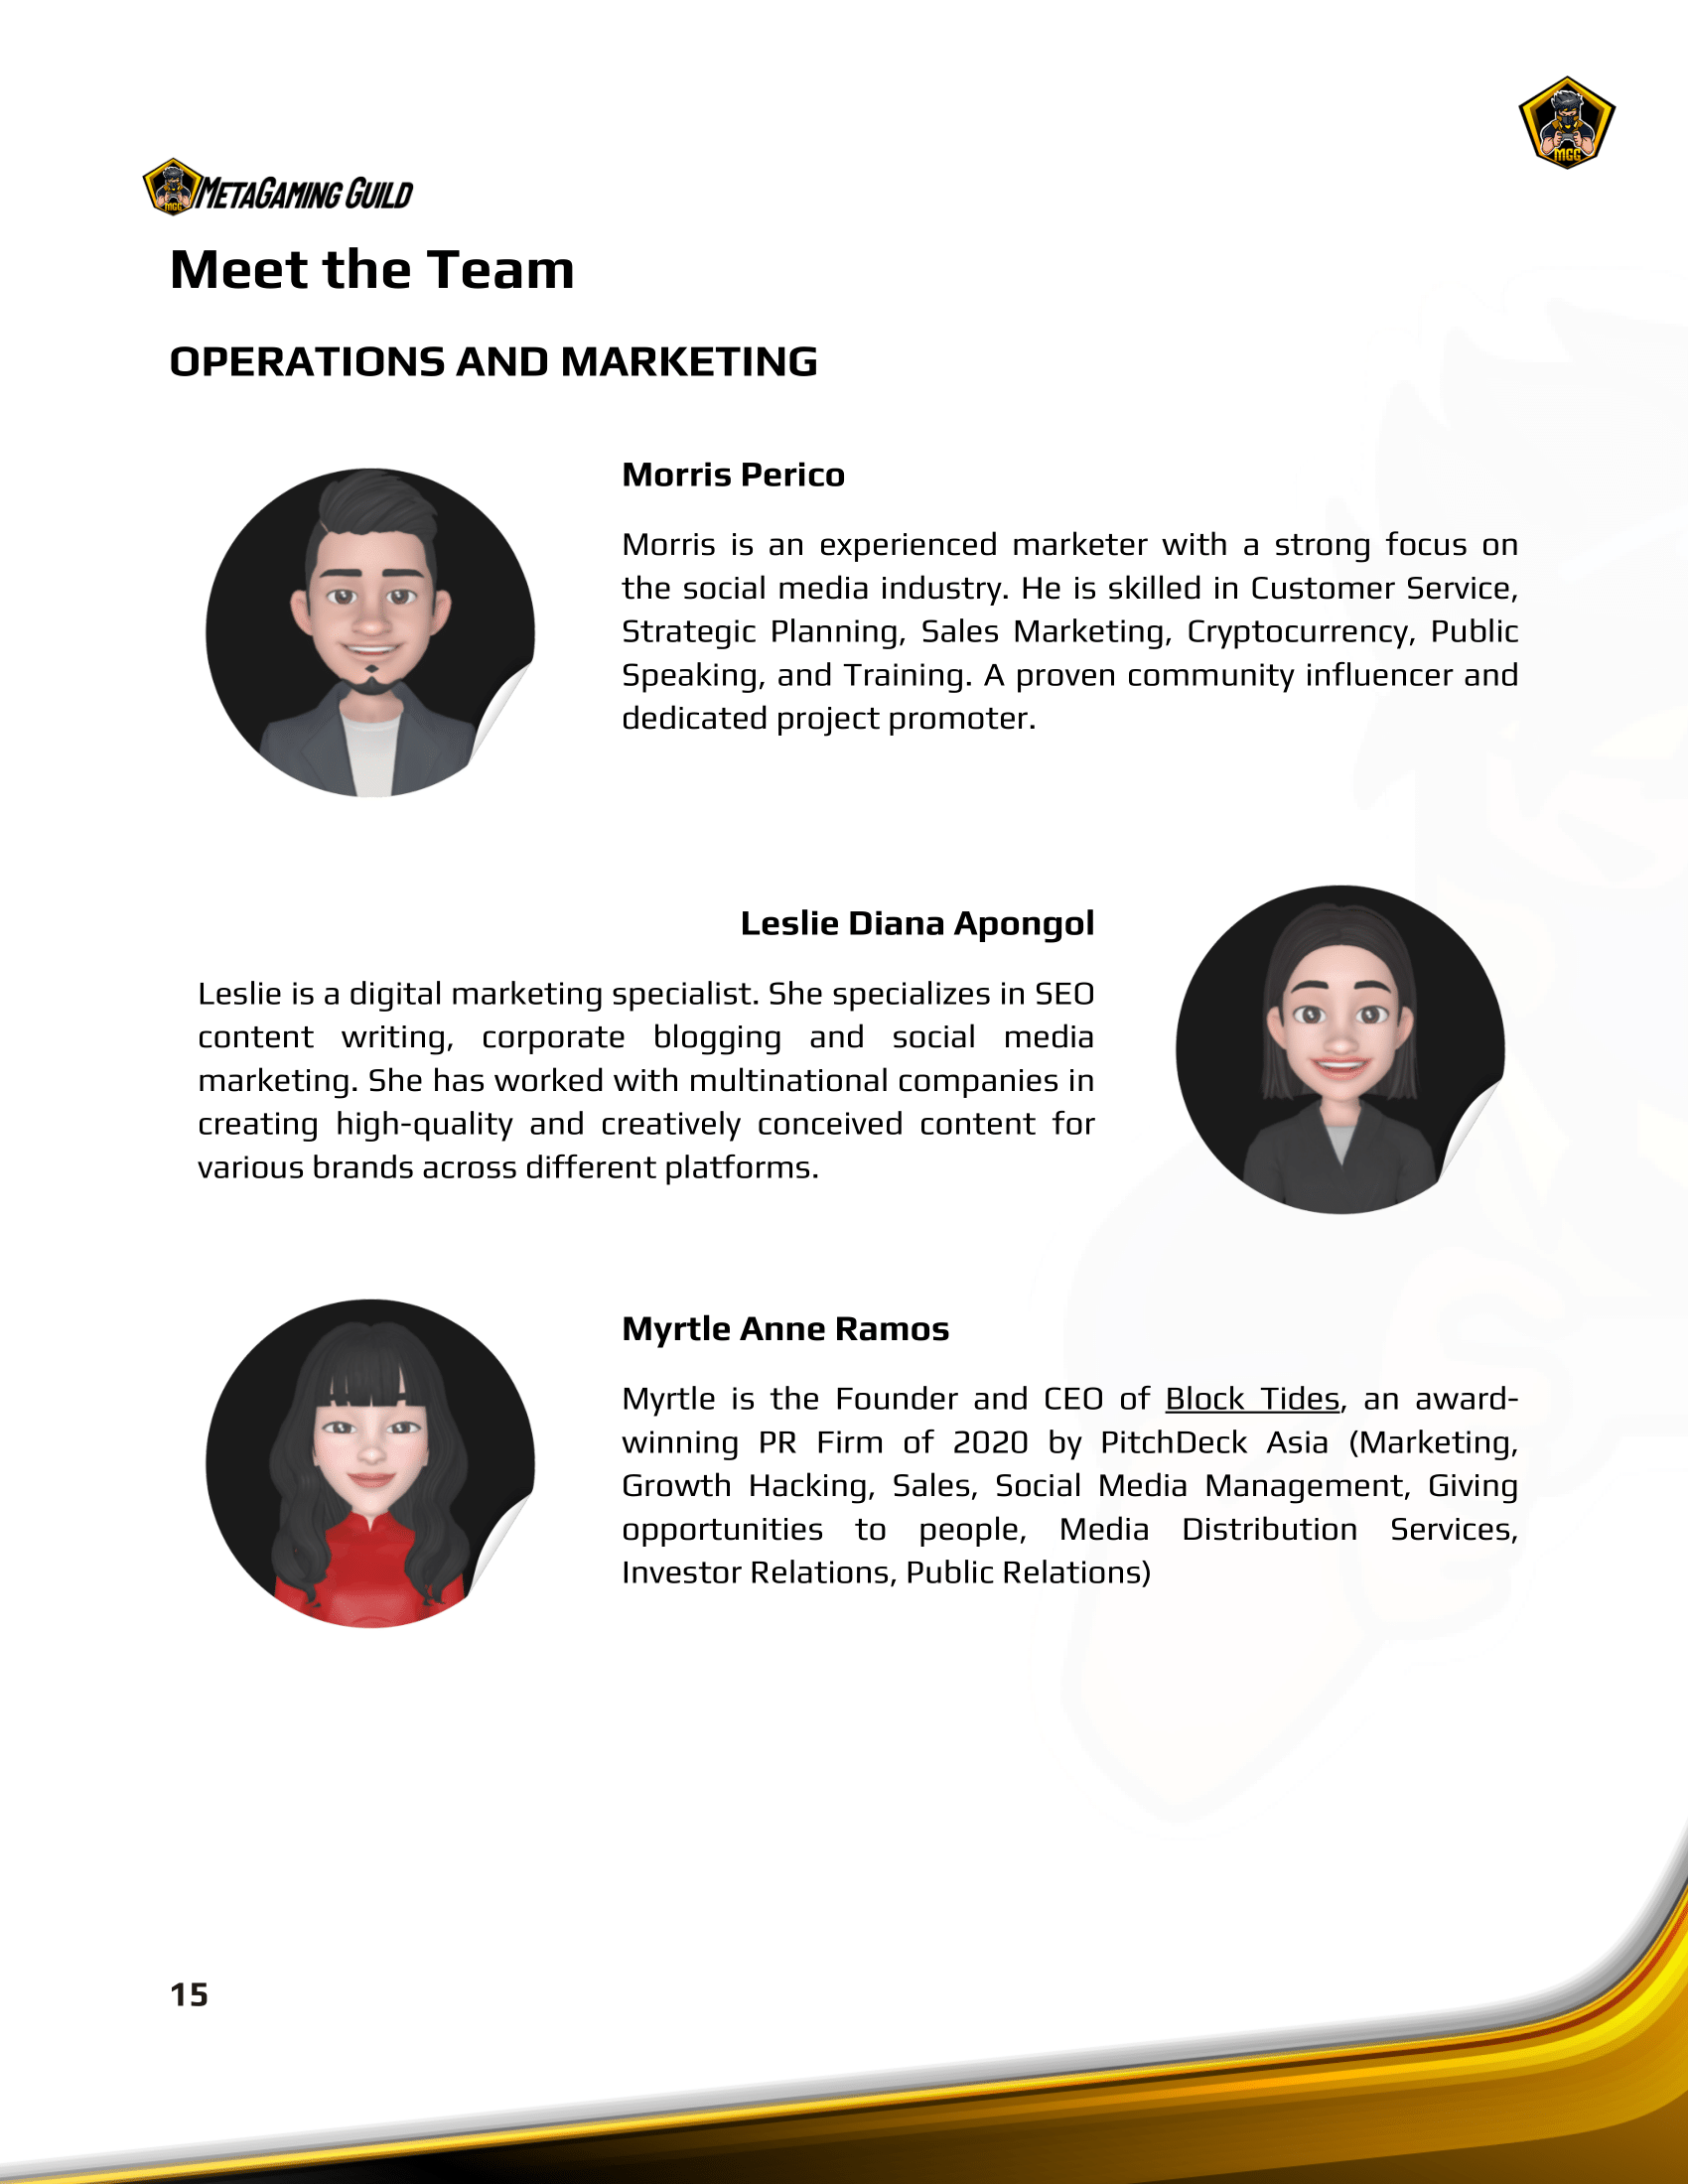 MGG
MGG METAGAMING GUILD
Meet the Team
OPERATIONS AND MARKETING
Morris Perico
Morris is an experienced marketer with a strong focus on
the social media industry. He is skilled in Customer Service,
Strategic Planning, Sales Marketing, Cryptocurrency, Public
Speaking, and Training. A proven community influencer and
dedicated project promoter.
Leslie Diana Apongol
Leslie is a digital marketing specialist. She specializes in SEO
content writing, corporate blogging and social media
marketing. She has worked with multinational companies in
creating high-quality and creatively conceived content for
various brands across different platforms.
Myrtle Anne Ramos
Myrtle is the Founder and CEO of Block Tides, an award-
winning PR Firm of 2020 by PitchDeck Asia (Marketing,
Growth Hacking, Sales, Social Media Management, Giving
opportunities to people, Media Distribution Services,
Investor Relations, Public Relations)
15